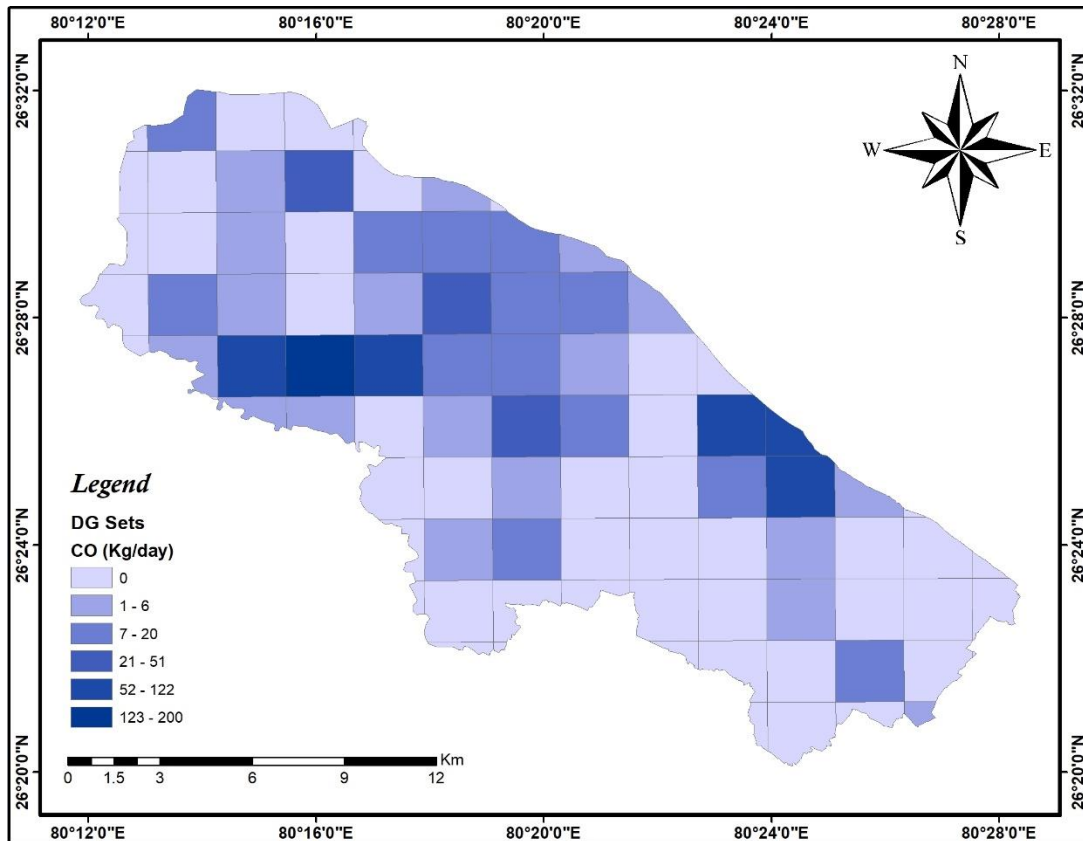 80°12'0"E 80°16'0"E 80°20'0"E 80°24'0"E 80°28'0"E
26°32'0"N 26°32'0"N
N
W E
S
26°28'0"N 26°28'0"N
Legend
DG Sets
CO (Kg/day)
0
1 - 6
7 - 20
21 - 51
52 - 122
123 - 200
26°24'0"N 26°24'0"N
Km
0 1.5 3 6 9 12
26°20'0"N 26°20'0"N
80°12'0"E 80°16'0"E 80°20'0"E 80°24'0"E 80°28'0"E